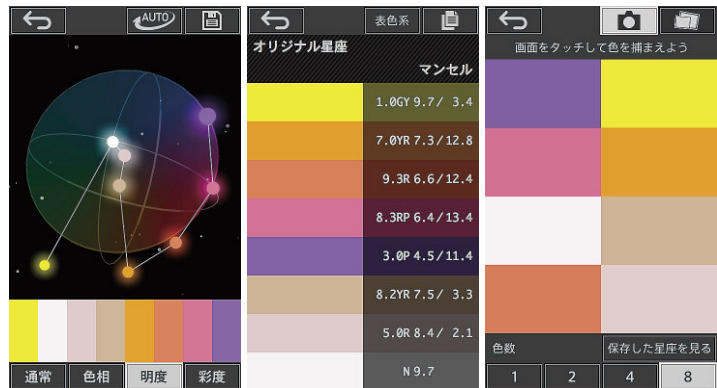 AUTO
通常
色相
明度
彩度
表色系
オリジナル星座
マンセル
1.0GY 9.7/ 3.4
7.0YR 7.3/12.8
9.3R 6.6/12.4
8.3RP 6.4/13.4
3.0P 4.5/11.4
8.2YR 7.5/ 3.3
5.0R 8.4/ 2.1
N 9.7
画面をタッチして色を捕まえよう
色数
保存した星座を見る
1
2
4
8